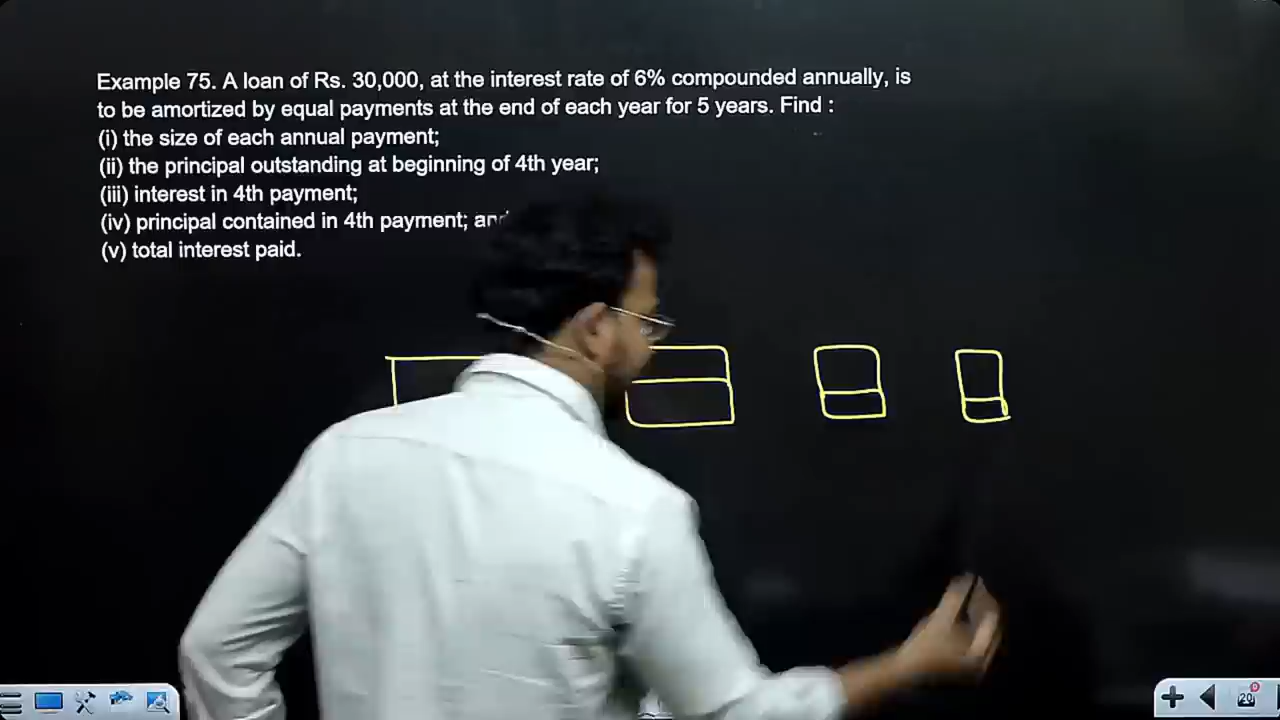 Example 75. A loan of Rs. 30,000, at the interest rate of 6% compounded annually, is
to be amortized by equal payments at the end of each year for 5 years. Find :
(i) the size of each annual payment;
(ii) the principal outstanding at beginning of 4th year;
(iii) interest in 4th payment;
(iv) principal contained in 4th payment;
(v) total interest paid.
20